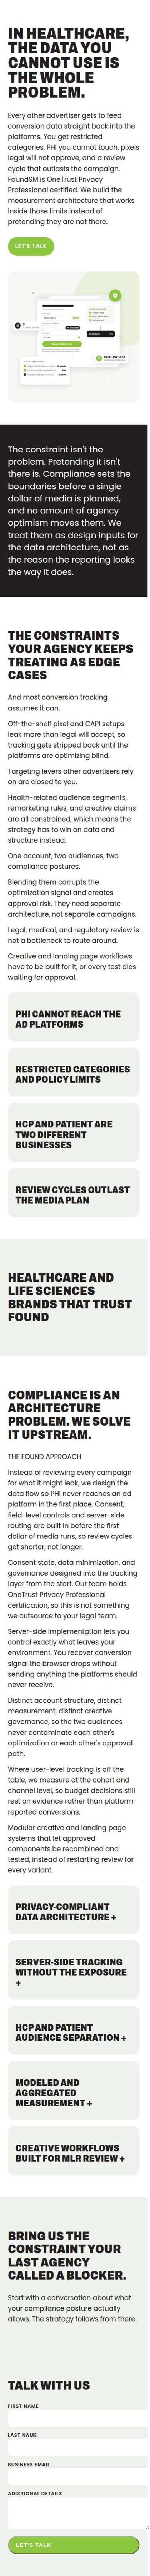 IN HEALTHCARE,
THE DATA YOU
CANNOT USE IS
THE WHOLE
PROBLEM.
Every other advertiser gets to feed
conversion data straight back into the
platforms. You get restricted
categories, PHI you cannot touch, pixels
legal will not approve, and a review
cycle that outlasts the campaign.
FoundSM is OneTrust Privacy
Professional certified. We build the
measurement architecture that works
inside those limits instead of
pretending they are not there.
LET'S TALK
HCP Patient
The constraint isn't the
problem. Pretending it isn't
there is. Compliance sets the
boundaries before a single
dollar of media is planned,
and no amount of agency
optimism moves them. We
treat them as design inputs for
the data architecture, not as
the reason the reporting looks
the way it does.
THE CONSTRAINTS
YOUR AGENCY KEEPS
TREATING AS EDGE
CASES
And most conversion tracking
assumes it can.
Off-the-shelf pixel and CAPI setups
leak more than legal will accept, so
tracking gets stripped back until the
platforms are optimizing blind.
Targeting levers other advertisers rely
on are closed to you.
Health-related audience segments,
remarketing rules, and creative claims
are all constrained, which means the
strategy has to win on data and
structure instead.
One account, two audiences, two
compliance postures.
Blending them corrupts the
optimization signal and creates
approval risk. They need separate
architecture, not separate campaigns.
Legal, medical, and regulatory review is
not a bottleneck to route around.
Creative and landing page workflows
have to be built for it, or every test dies
waiting for approval.
PHI CANNOT REACH THE
AD PLATFORMS
RESTRICTED CATEGORIES
AND POLICY LIMITS
HCP AND PATIENT ARE
TWO DIFFERENT
BUSINESSES
REVIEW CYCLES OUTLAST
THE MEDIA PLAN
HEALTHCARE AND
LIFE SCIENCES
BRANDS THAT TRUST
FOUND
COMPLIANCE IS AN
ARCHITECTURE
PROBLEM. WE SOLVE
IT UPSTREAM.
THE FOUND APPROACH
Instead of reviewing every campaign
for what it might leak, we design the
data flow so PHI never reaches an ad
platform in the first place. Consent,
field-level controls and server-side
routing are built in before the first
dollar of media runs, so review cycles
get shorter, not longer.
Consent state, data minimization, and
governance designed into the tracking
layer from the start. Our team holds
OneTrust Privacy Professional
certification, so this is not something
we outsource to your legal team.
Server-side implementation lets you
control exactly what leaves your
environment. You recover conversion
signal the browser drops without
sending anything the platforms should
never receive.
Distinct account structure, distinct
measurement, distinct creative
governance, so the two audiences
never contaminate each other's
optimization or each other's approval
path.
Where user-level tracking is off the
table, we measure at the cohort and
channel level, so budget decisions still
rest on evidence rather than platform-
reported conversions.
Modular creative and landing page
systems that let approved
components be recombined and
tested, instead of restarting review for
every variant.
PRIVACY-COMPLIANT
DATA ARCHITECTURE +
SERVER-SIDE TRACKING
WITHOUT THE EXPOSURE
+
HCP AND PATIENT
AUDIENCE SEPARATION +
MODELED AND
AGGREGATED
MEASUREMENT +
CREATIVE WORKFLOWS
BUILT FOR MLR REVIEW +
BRING US THE
CONSTRAINT YOUR
LAST AGENCY
CALLED A BLOCKER.
Start with a conversation about what
your compliance posture actually
allows. The strategy follows from there.
TALK WITH US
FIRST NAME
LAST NAME
BUSINESS EMAIL
ADDITIONAL DETAILS
LET'S TALK